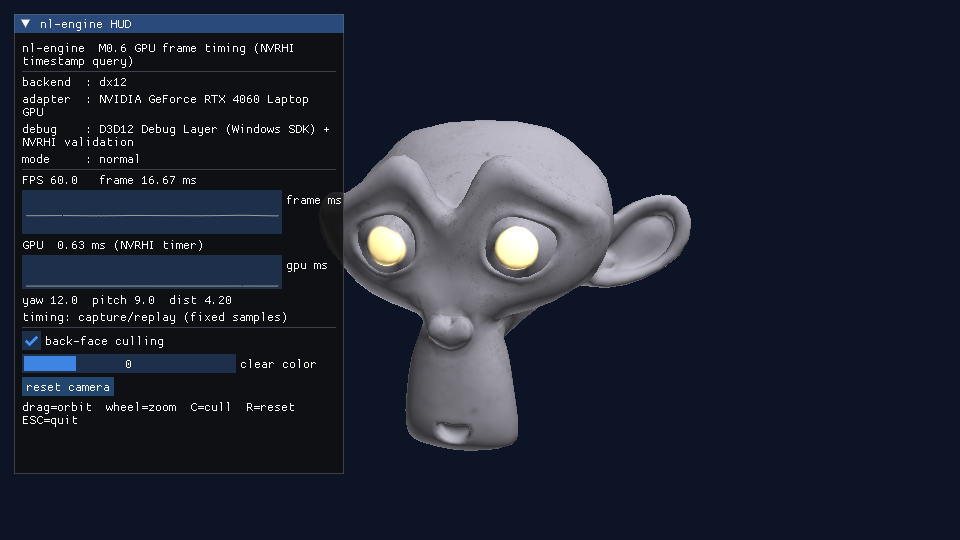 nl-engine HUD
nl-engine  M0.6 GPU frame timing (NVRHI
timestamp query)
backend  : dx12
adapter  : NVIDIA GeForce RTX 4060 Laptop
GPU
debug    : D3D12 Debug Layer (Windows SDK) +
NVRHI validation
mode     : normal
FPS 60.0   frame 16.67 ms
frame ms
GPU  0.63 ms (NVRHI timer)
gpu ms
yaw 12.0  pitch 9.0  dist 4.20
timing: capture/replay (fixed samples)
back-face culling
0 clear color
reset camera
drag=orbit  wheel=zoom  C=cull  R=reset
ESC=quit